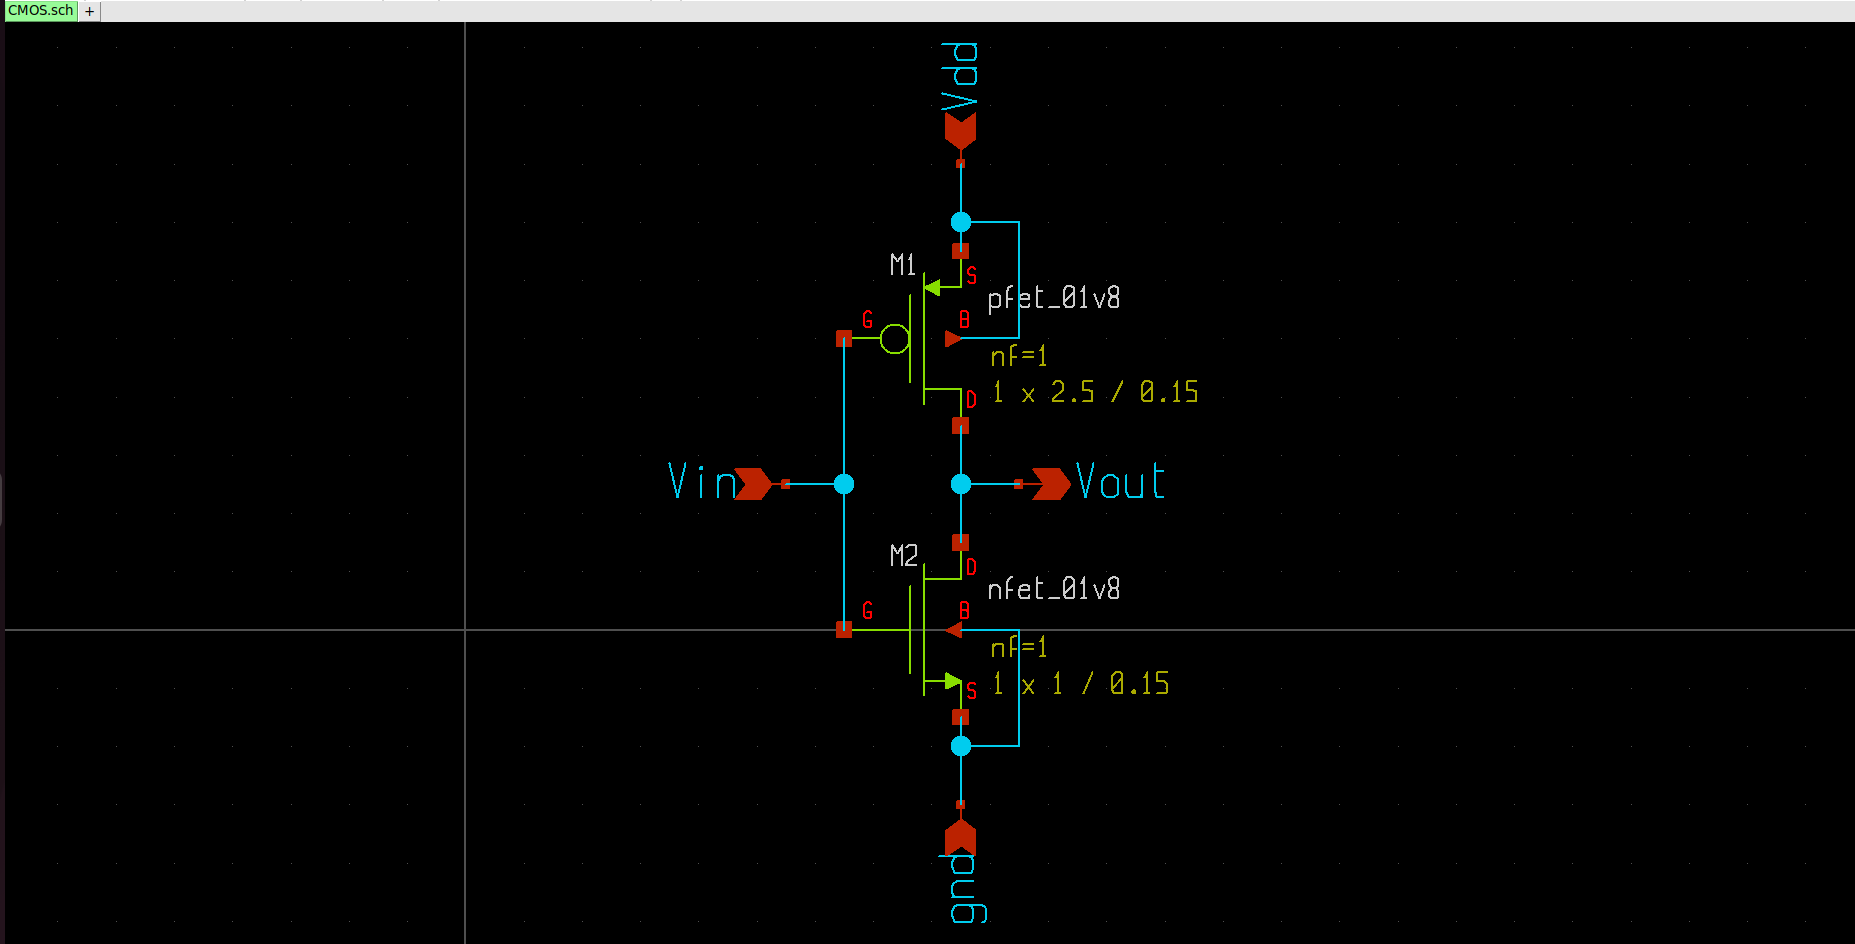 CMOS.sch +
Vdd
M1
S
pfet_01v8
G
B
nf=1
1 x 2.5 / 0.15
D
Vin
Vout
M2
D
nfet_01v8
G
B
nf=1
1 x 1 / 0.15
S
gnd